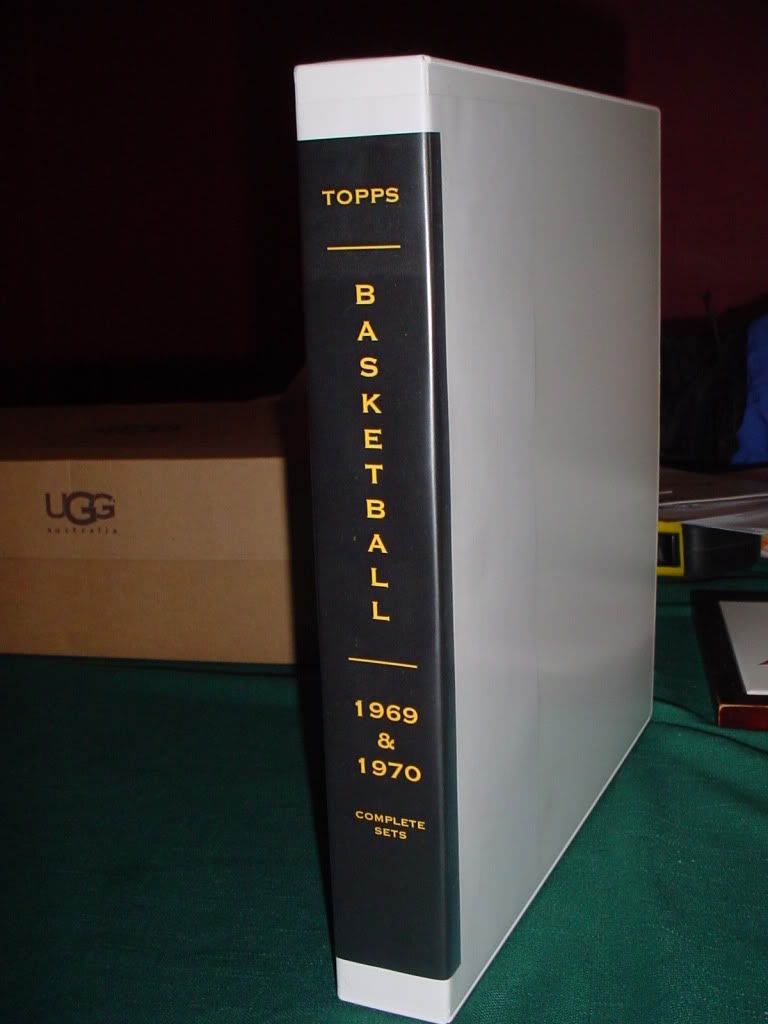 TOPPS
BASKETBALL
1969
&
1970
COMPLETE
SETS
UGG
australia